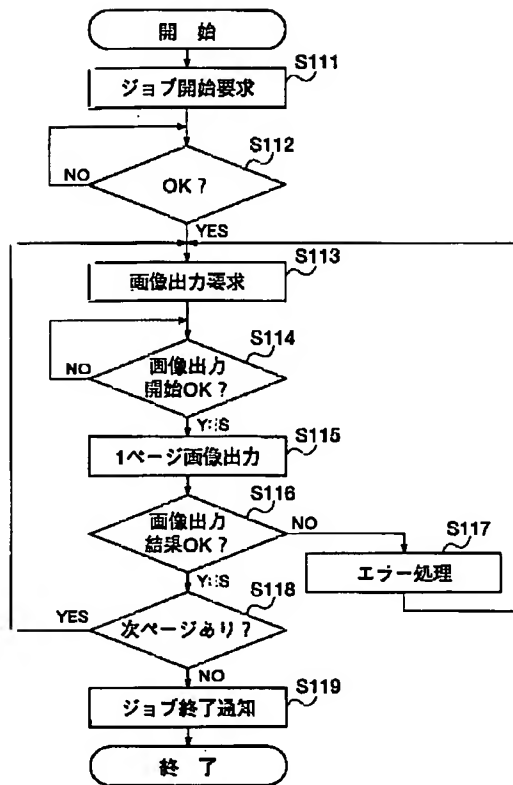 開 始
S111
ジョブ開始要求
S112
NO
OK?
YES
S113
画像出力要求
S114
NO
画像出力
開始OK?
YES
S115
1ページ画像出力
S116
画像出力
結果OK?
NO
S117
エラー処理
YES
S118
YES
次ページあり?
NO
S119
ジョブ終了通知
終 了